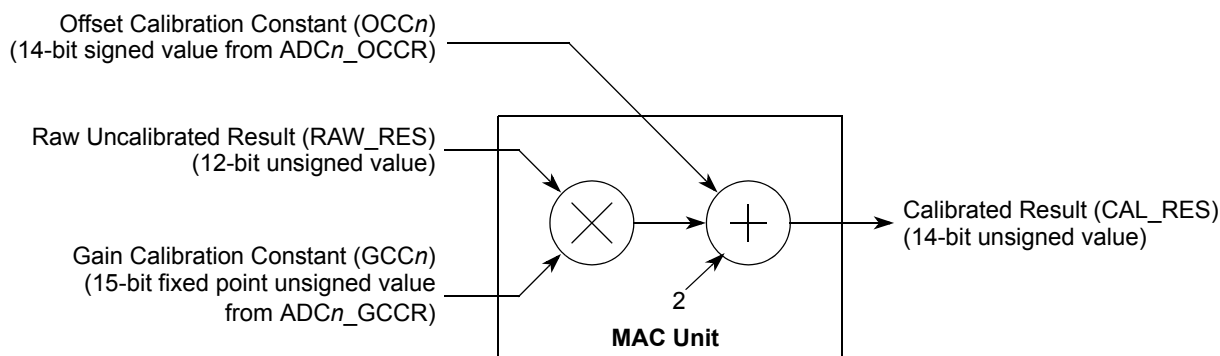 Offset Calibration Constant (OCCn)
(14-bit signed value from ADCn_OCCR)
Raw Uncalibrated Result (RAW_RES)
(12-bit unsigned value)
Gain Calibration Constant (GCCn)
(15-bit fixed point unsigned value
from ADCn_GCCR)
2
MAC Unit
Calibrated Result (CAL_RES)
(14-bit unsigned value)